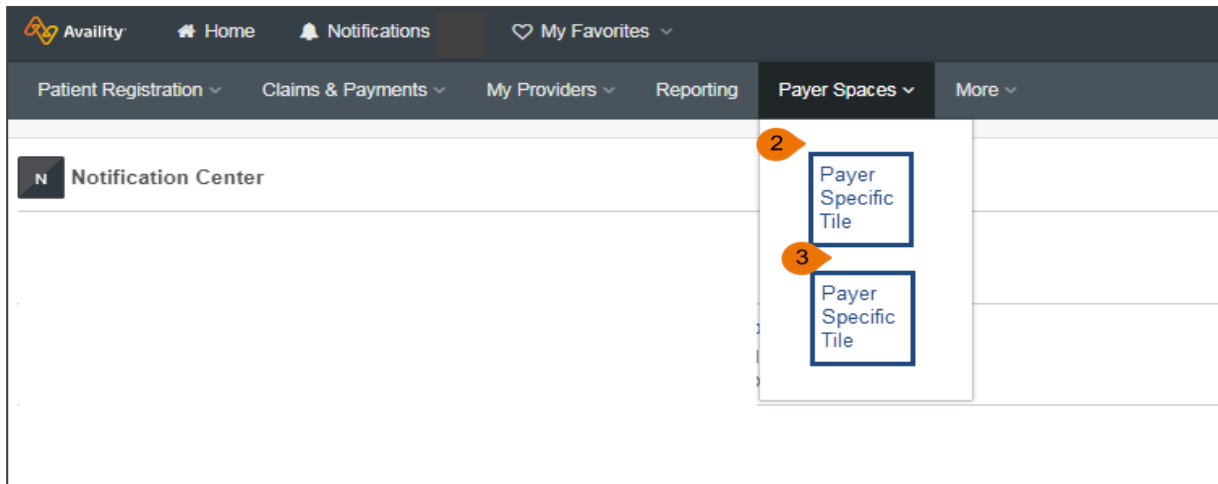 Availity Home Notifications My Favorites
Patient Registration Claims & Payments My Providers Reporting Payer Spaces More
N Notification Center
2
Payer
Specific
Tile
3
Payer
Specific
Tile